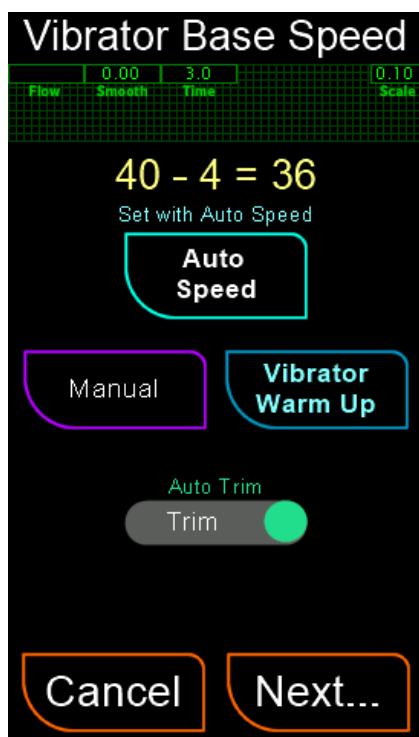 Vibrator Base Speed
0.00 3.0 0.10
Flow Smooth Time Scale
40 - 4 = 36
Set with Auto Speed
Auto
Speed
Manual
Vibrator
Warm Up
Auto Trim
Trim
Cancel
Next...